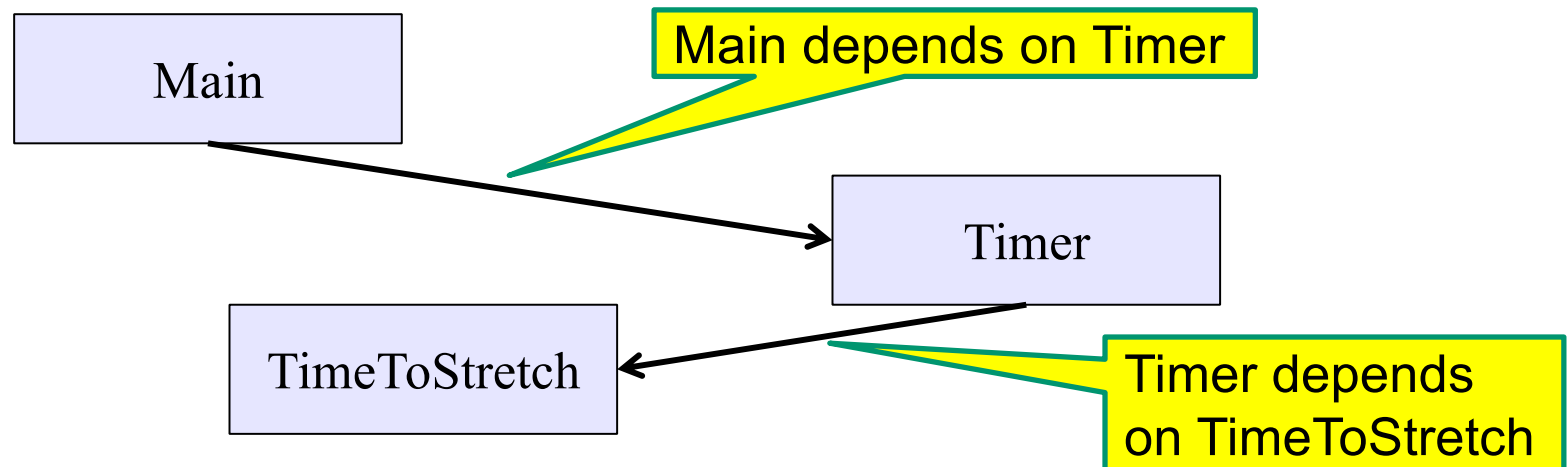 Main
Main depends on Timer
Timer
TimeToStretch
Timer depends
on TimeToStretch